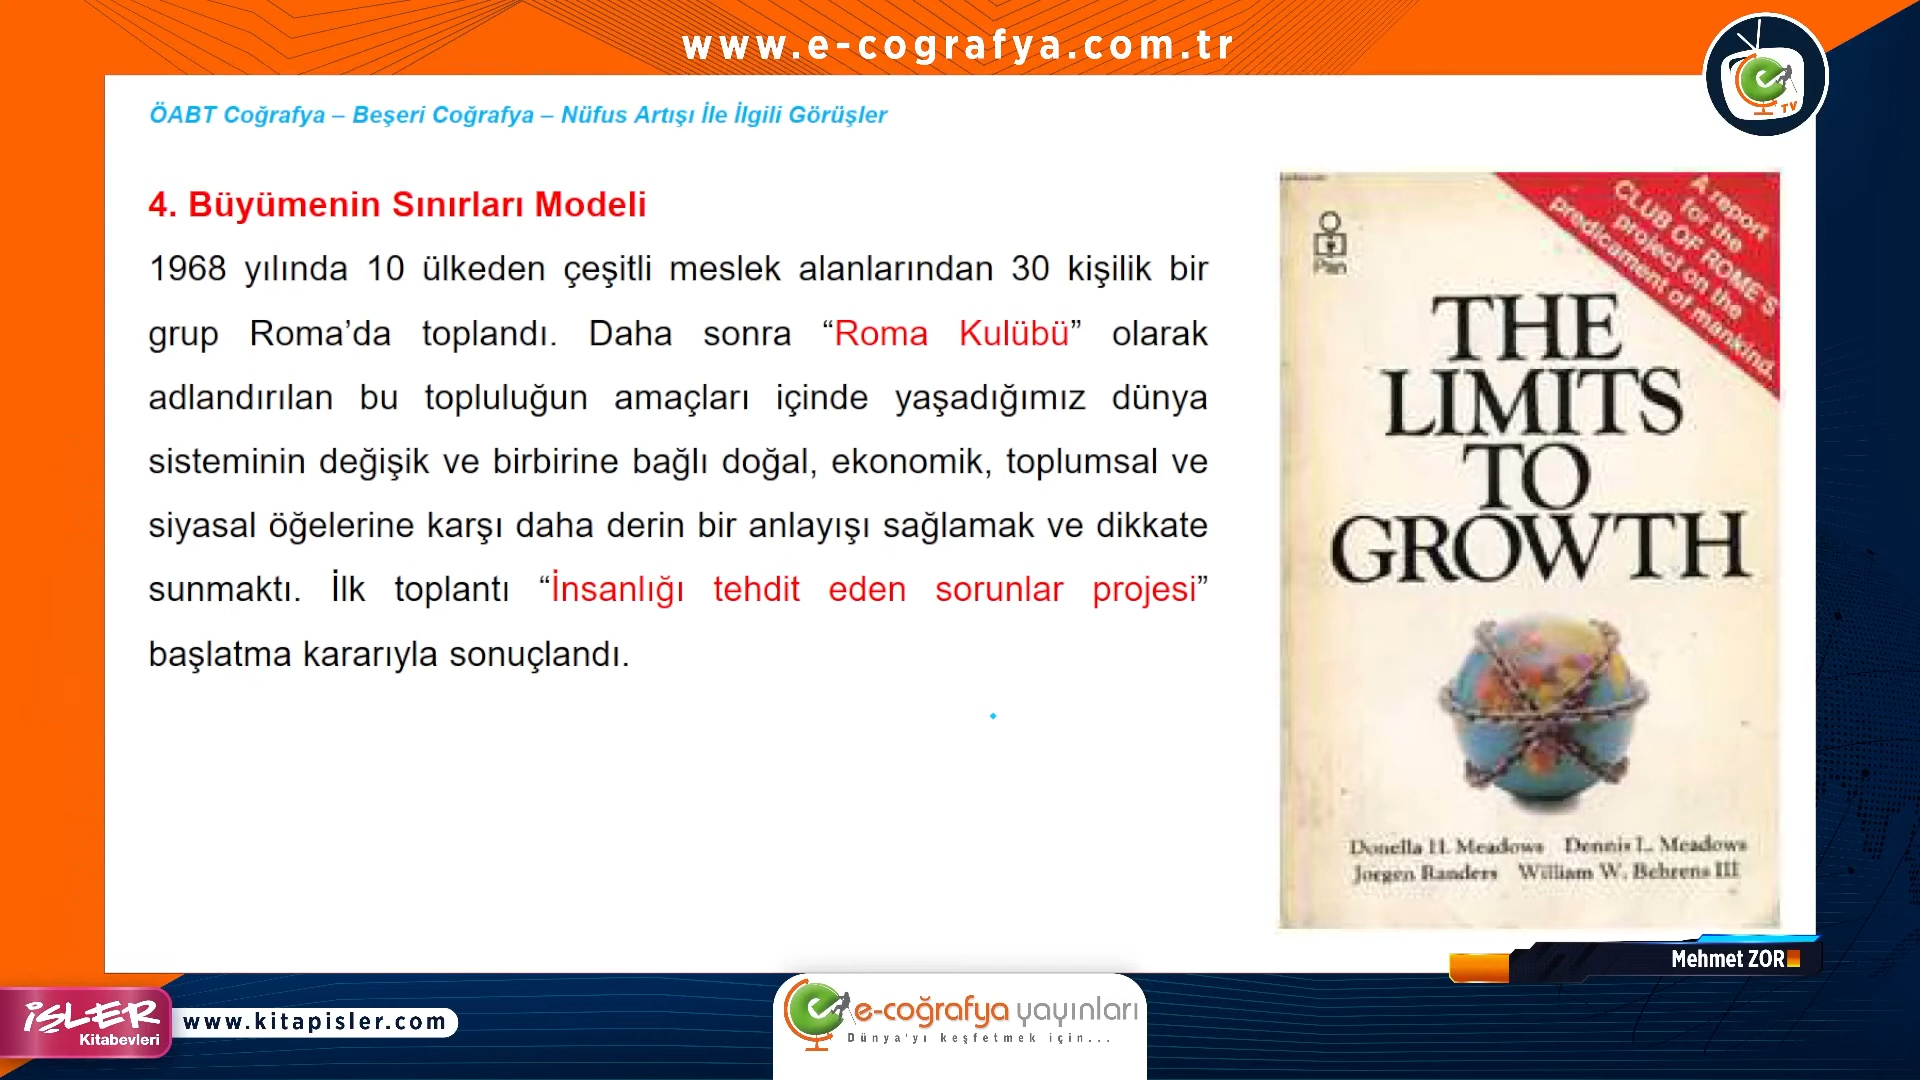 www.e-cografya.com.tr
TV
ÖABT Coğrafya – Beşeri Coğrafya – Nüfus Artışı İle İlgili Görüşler
4. Büyümenin Sınırları Modeli
1968 yılında 10 ülkeden çeşitli meslek alanlarından 30 kişilik bir
grup Roma’da toplandı. Daha sonra “Roma Kulübü” olarak
adlandırılan bu topluluğun amaçları içinde yaşadığımız dünya
sisteminin değişik ve birbirine bağlı doğal, ekonomik, toplumsal ve
siyasal öğelerine karşı daha derin bir anlayışı sağlamak ve dikkate
sunmaktı. İlk toplantı “İnsanlığı tehdit eden sorunlar projesi”
başlatma kararıyla sonuçlandı.
A report
for the
CLUB OF ROME'S
project on the
predicament of mankind.
Pan
THE
LIMITS
TO
GROWTH
Donella H. Meadows Dennis L. Meadows
Jorgen Randers William W. Behrens III
Mehmet ZOR
İŞLER
Kitabevleri
www.kitapisler.com
e-coğrafya yayınları
Dünya'yı keşfetmek için...